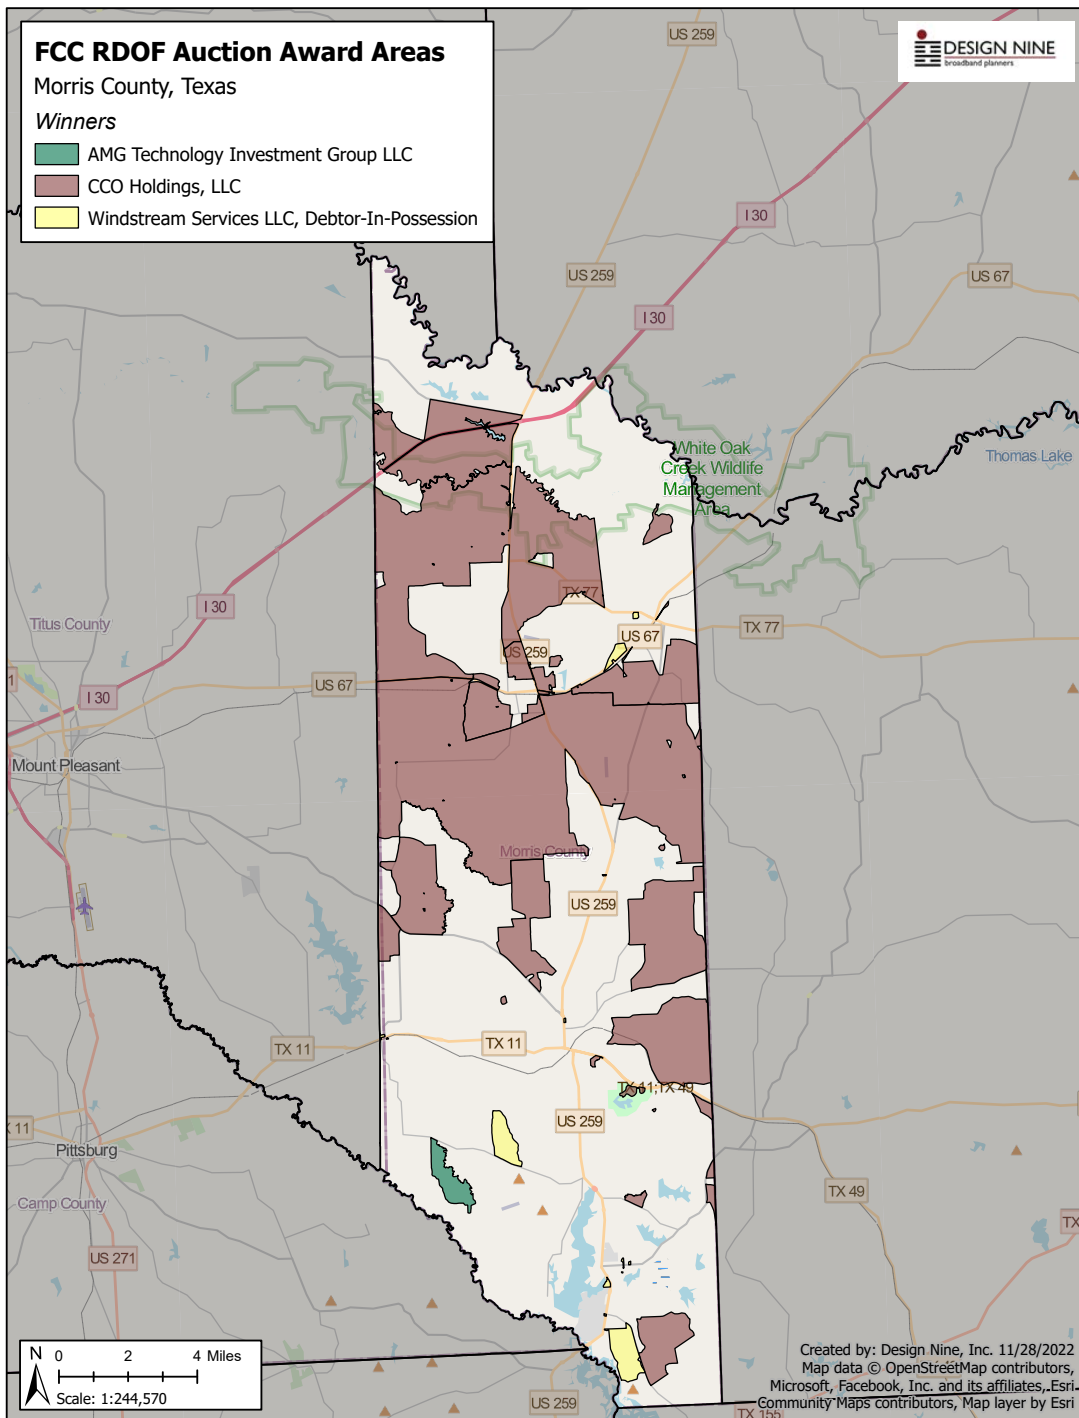 FCC RDOF Auction Award Areas
Morris County, Texas
Winners
AMG Technology Investment Group LLC
CCO Holdings, LLC
Windstream Services LLC, Debtor-In-Possession
DESIGN NINE
broadband planners
US 259
I 30
US 259
US 67
I 30
White Oak
Creek Wildlife
Management
Area
Thomas Lake
TX 77
I 30
Titus County
TX 77
US 67
US 259
US 67
I 30
Mount Pleasant
Morris County
US 259
TX 11
TX 11
TX 11;TX 49
US 259
X 11
Pittsburg
TX 49
Camp County
TX
US 271
N
0 2 4 Miles
Scale: 1:244,570
US 259
TX 155
Created by: Design Nine, Inc. 11/28/2022
Map data © OpenStreetMap contributors,
Microsoft, Facebook, Inc. and its affiliates, Esri
Community Maps contributors, Map layer by Esri